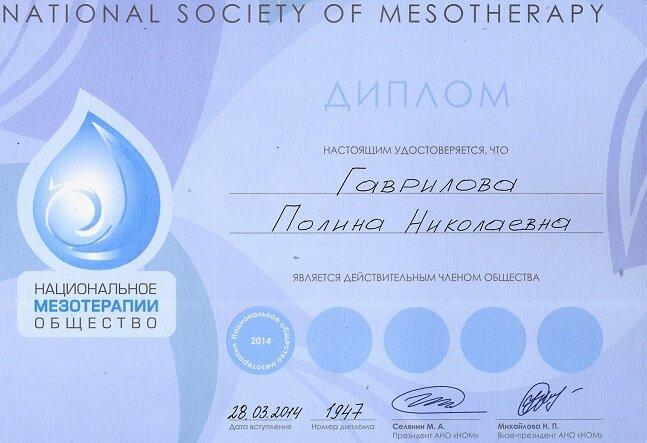 NATIONAL SOCIETY OF MESOTHERAPY
ДИПЛОМ
НАСТОЯЩИМ УДОСТОВЕРЯЕТСЯ, ЧТО
Гаврилова
Полина Николаевна
ЯВЛЯЕТСЯ ДЕЙСТВИТЕЛЬНЫМ ЧЛЕНОМ ОБЩЕСТВА
НАЦИОНАЛЬНОЕ
МЕЗОТЕРАПИИ
ОБЩЕСТВО
Национальное общество мезотерапии
2014
28.03.2014
Дата вступления
1947
Номер диплома
Селянин М. А.
Президент АНО «НОМ»
Михайлова Н. П.
Вице-президент АНО «НОМ»